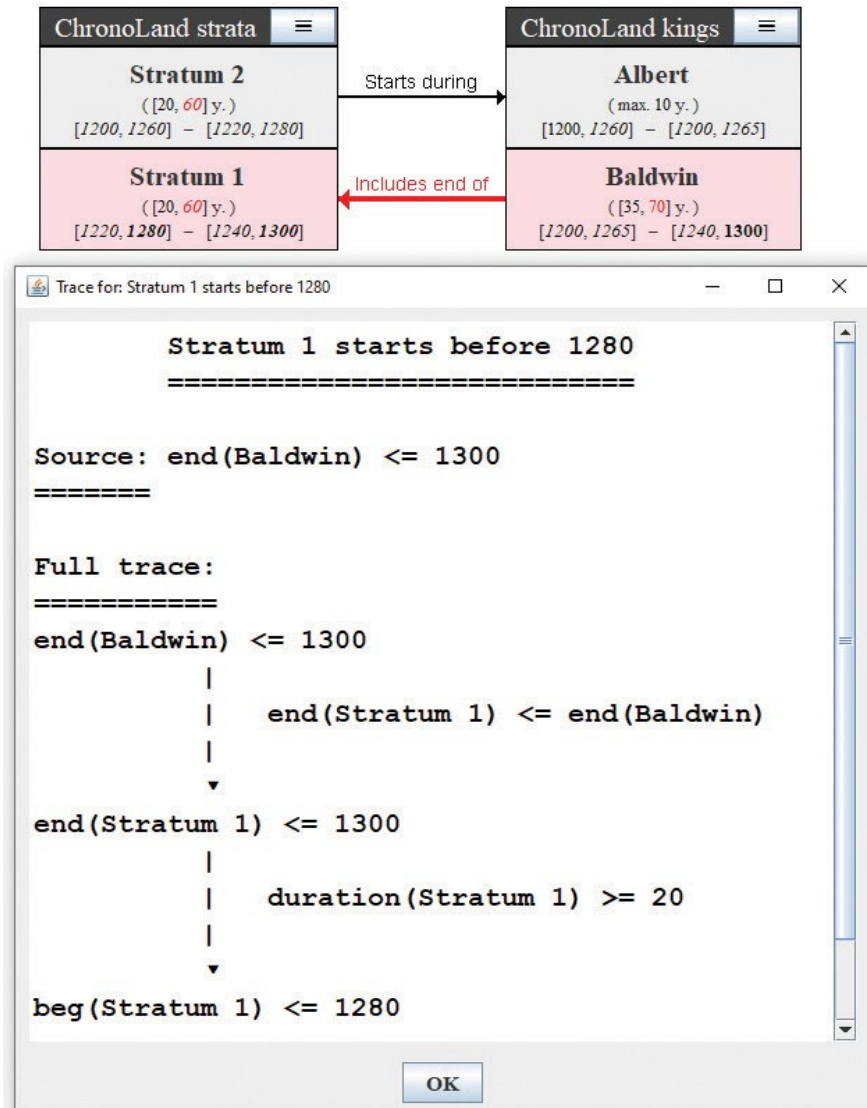 ChronoLand strata ≡
ChronoLand kings ≡
Stratum 2
( [20, 60] y. )
[1200, 1260] – [1220, 1280]
Starts during
Albert
( max. 10 y. )
[1200, 1260] – [1200, 1265]
Stratum 1
( [20, 60] y. )
[1220, 1280] – [1240, 1300]
Includes end of
Baldwin
( [35, 70] y. )
[1200, 1265] – [1240, 1300]
Trace for: Stratum 1 starts before 1280
Stratum 1 starts before 1280
============================
Source: end(Baldwin) <= 1300
=======
Full trace:
===========
end(Baldwin) <= 1300
|
| end(Stratum 1) <= end(Baldwin)
|
▼
end(Stratum 1) <= 1300
|
| duration(Stratum 1) >= 20
|
▼
beg(Stratum 1) <= 1280
OK